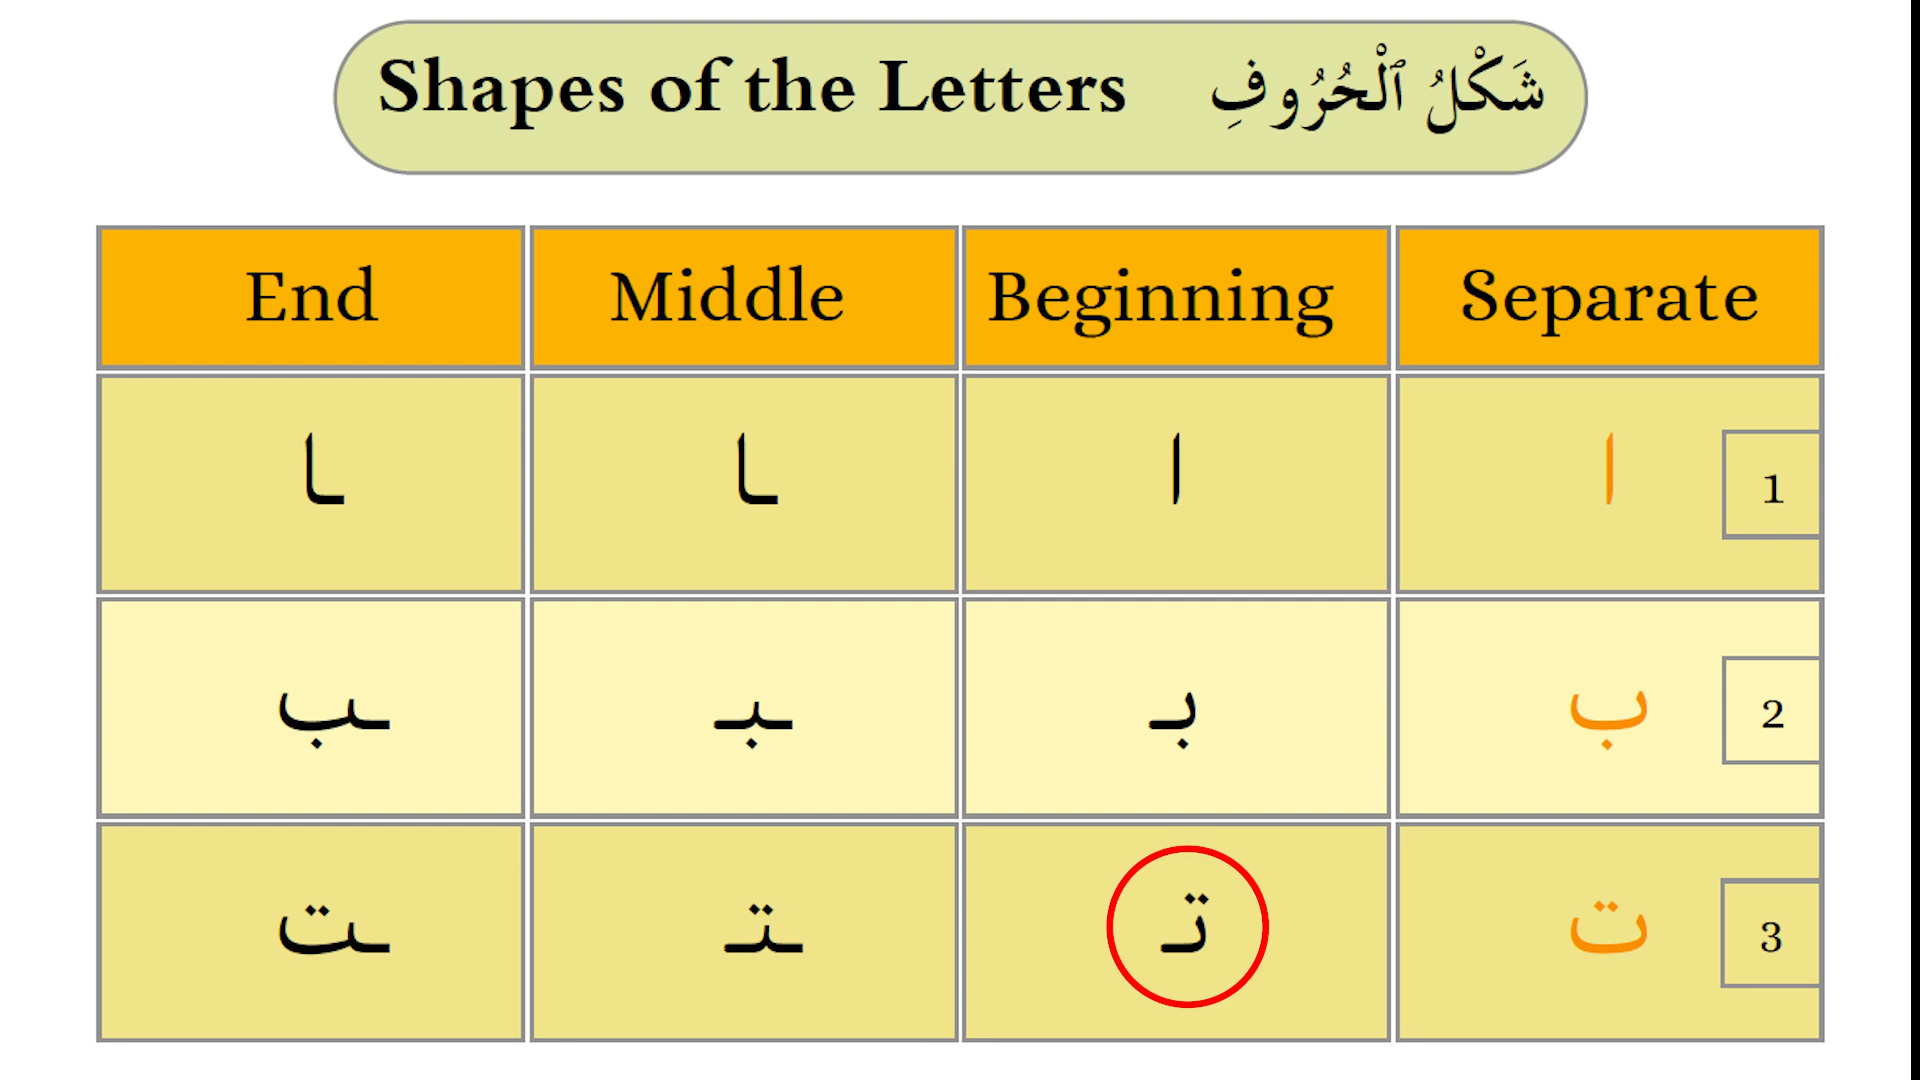 Shapes of the Letters شَكْلُ ٱلْحُرُوفِ
End Middle Beginning Separate
ـا ـا ا ا 1
ـب ـبـ بـ ب 2
ـت ـتـ تـ ت 3